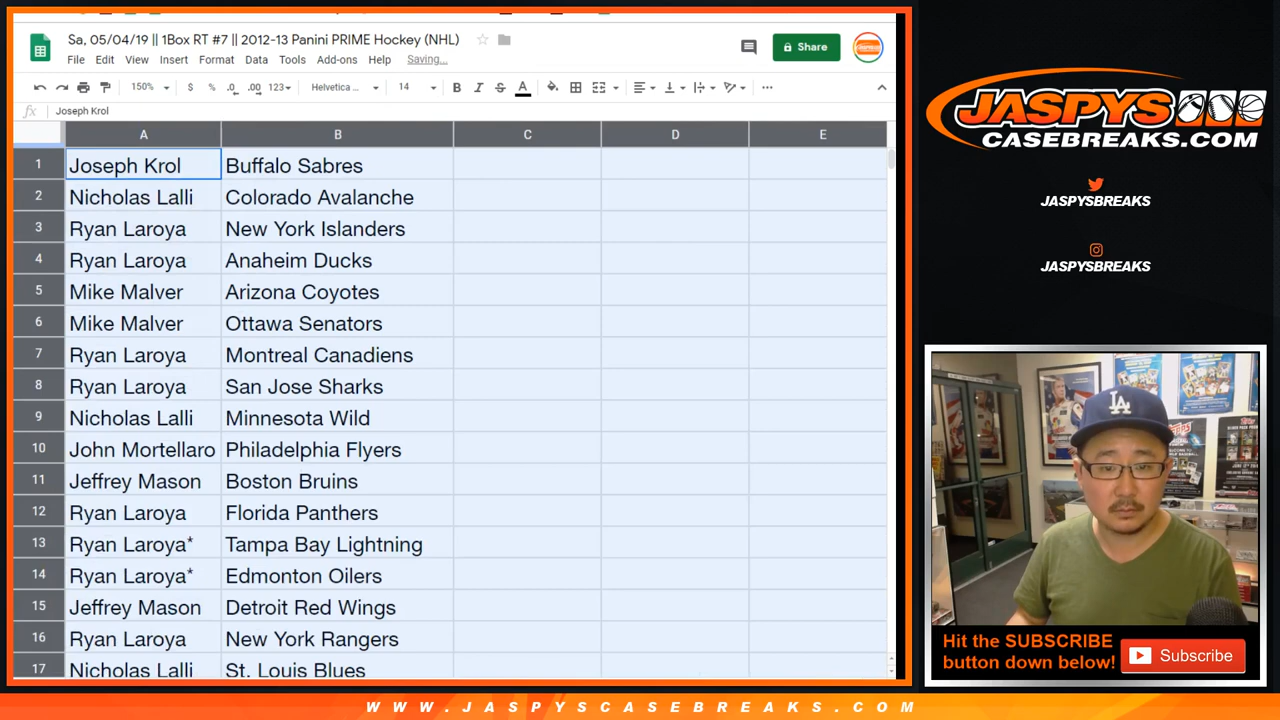 Sa, 05/04/19 || 1Box RT #7 || 2012-13 Panini PRIME Hockey (NHL)
Share
File Edit View Insert Format Data Tools Add-ons Help Saving...
150% $ % .0 .00 123 Helvetica ... 14 B I S A
fx Joseph Krol
A B C D E
1 Joseph Krol Buffalo Sabres
2 Nicholas Lalli Colorado Avalanche
3 Ryan Laroya New York Islanders
4 Ryan Laroya Anaheim Ducks
5 Mike Malver Arizona Coyotes
6 Mike Malver Ottawa Senators
7 Ryan Laroya Montreal Canadiens
8 Ryan Laroya San Jose Sharks
9 Nicholas Lalli Minnesota Wild
10 John Mortellaro Philadelphia Flyers
11 Jeffrey Mason Boston Bruins
12 Ryan Laroya Florida Panthers
13 Ryan Laroya* Tampa Bay Lightning
14 Ryan Laroya* Edmonton Oilers
15 Jeffrey Mason Detroit Red Wings
16 Ryan Laroya New York Rangers
17 Nicholas Lalli St. Louis Blues
JASPYS
CASEBREAKS.COM
JASPYSBREAKS
JASPYSBREAKS
LA
Hit the SUBSCRIBE
button down below!
Subscribe
WWW.JASPYSCASEBREAKS.COM